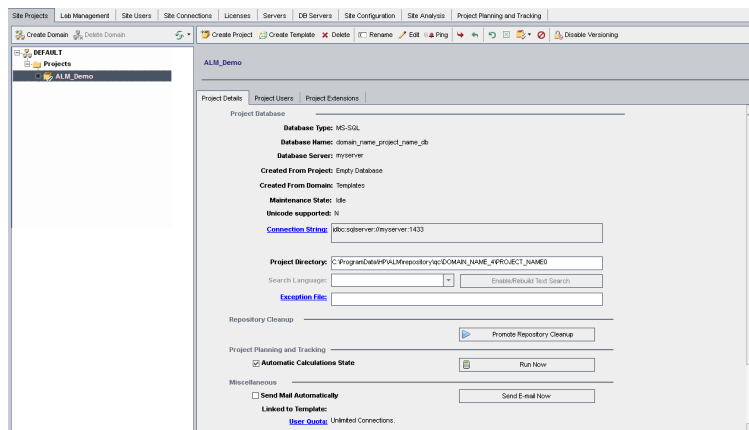 Site Projects Lab Management Site Users Site Connections Licenses Servers DB Servers Site Configuration Site Analysis Project Planning and Tracking
Create Domain Delete Domain Create Project Create Template Delete Rename Edit Ping Disable Versioning
DEFAULT
Projects
ALM_Demo
ALM_Demo
Project Details Project Users Project Extensions
Project Database
Database Type: MS-SQL
Database Name: domain_name_project_name_db
Database Server: myserver
Created From Project: Empty Database
Created From Domain: Templates
Maintenance State: Idle
Unicode supported: N
Connection String: jdbc:sqlserver://myserver:1433
Project Directory: C:\ProgramData\HP\ALM\repository\qc\DOMAIN_NAME_4\PROJECT_NAME0
Search Language: Enable/Rebuild Text Search
Exception File:
Repository Cleanup
Promote Repository Cleanup
Project Planning and Tracking
Automatic Calculations State Run Now
Miscellaneous
Send Mail Automatically Send E-mail Now
Linked to Template:
User Quota: Unlimited Connections.